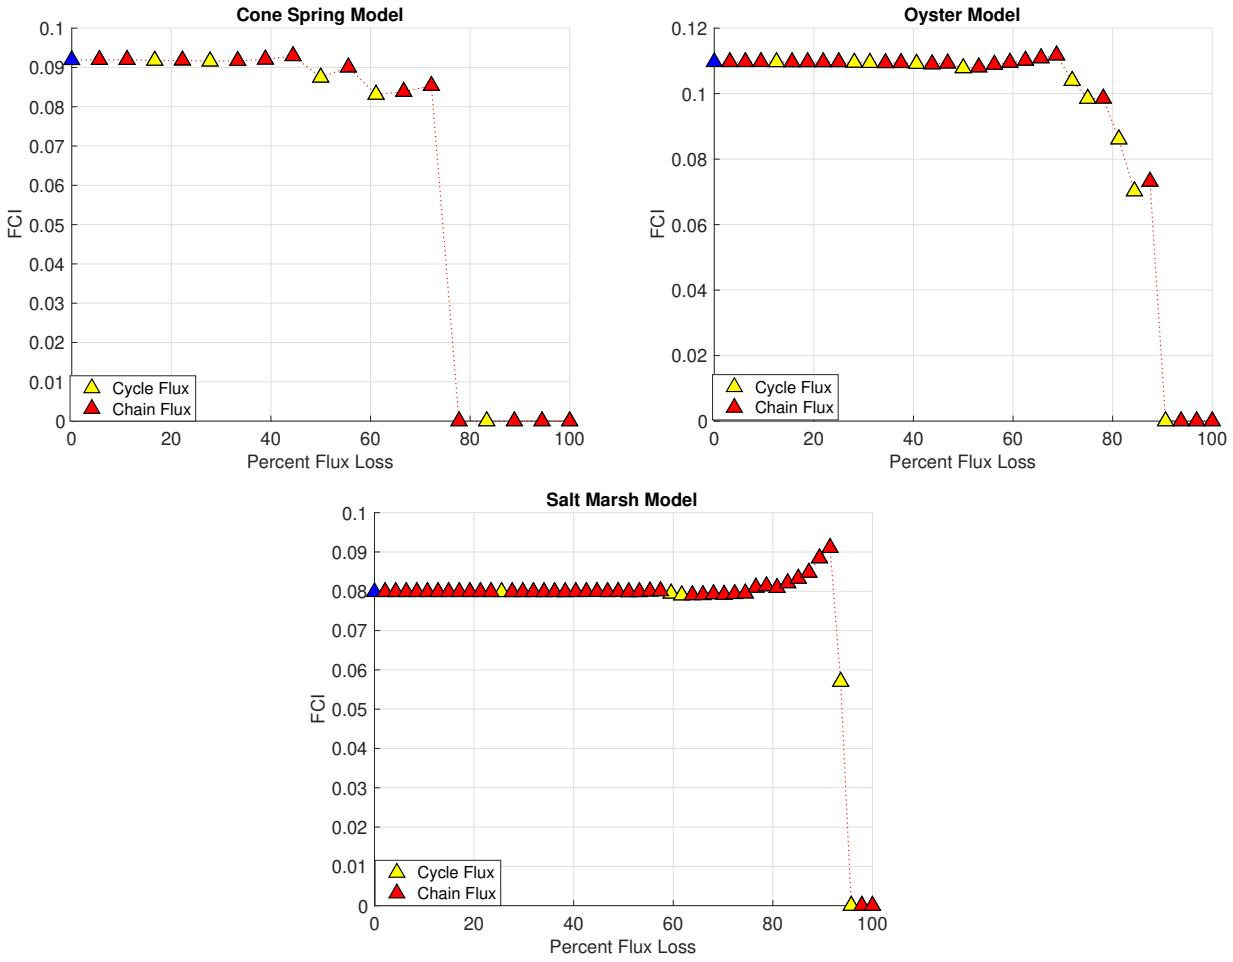 Cone Spring Model
0.1
0.09
0.08
0.07
0.06
0.05
0.04
0.03
0.02
0.01
0
FCI
Cycle Flux
Chain Flux
0 20 40 60 80 100
Percent Flux Loss
Oyster Model
0.12
0.1
0.08
0.06
0.04
0.02
0
FCI
Cycle Flux
Chain Flux
0 20 40 60 80 100
Percent Flux Loss
Salt Marsh Model
0.1
0.09
0.08
0.07
0.06
0.05
0.04
0.03
0.02
0.01
0
FCI
Cycle Flux
Chain Flux
0 20 40 60 80 100
Percent Flux Loss